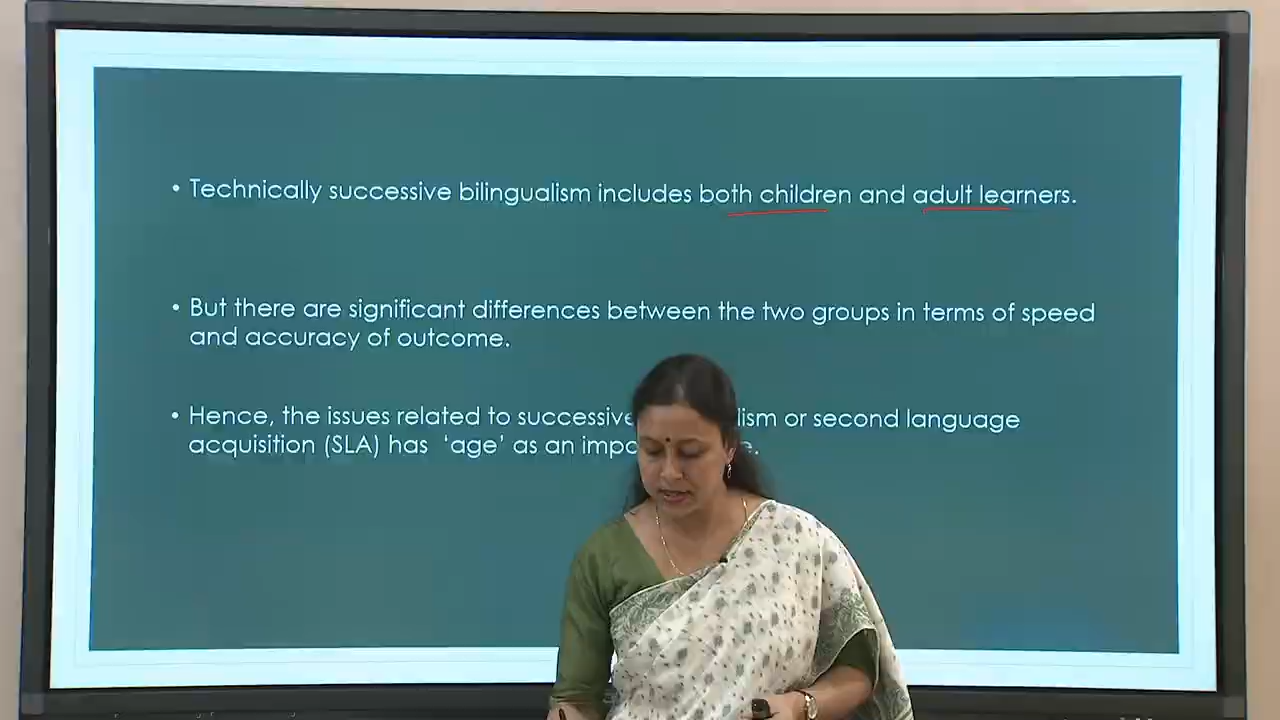 • Technically successive bilingualism includes both children and adult learners.
• But there are significant differences between the two groups in terms of speed
and accuracy of outcome.
• Hence, the issues related to successive lism or second language
acquisition (SLA) has ‘age’ as an impo e.